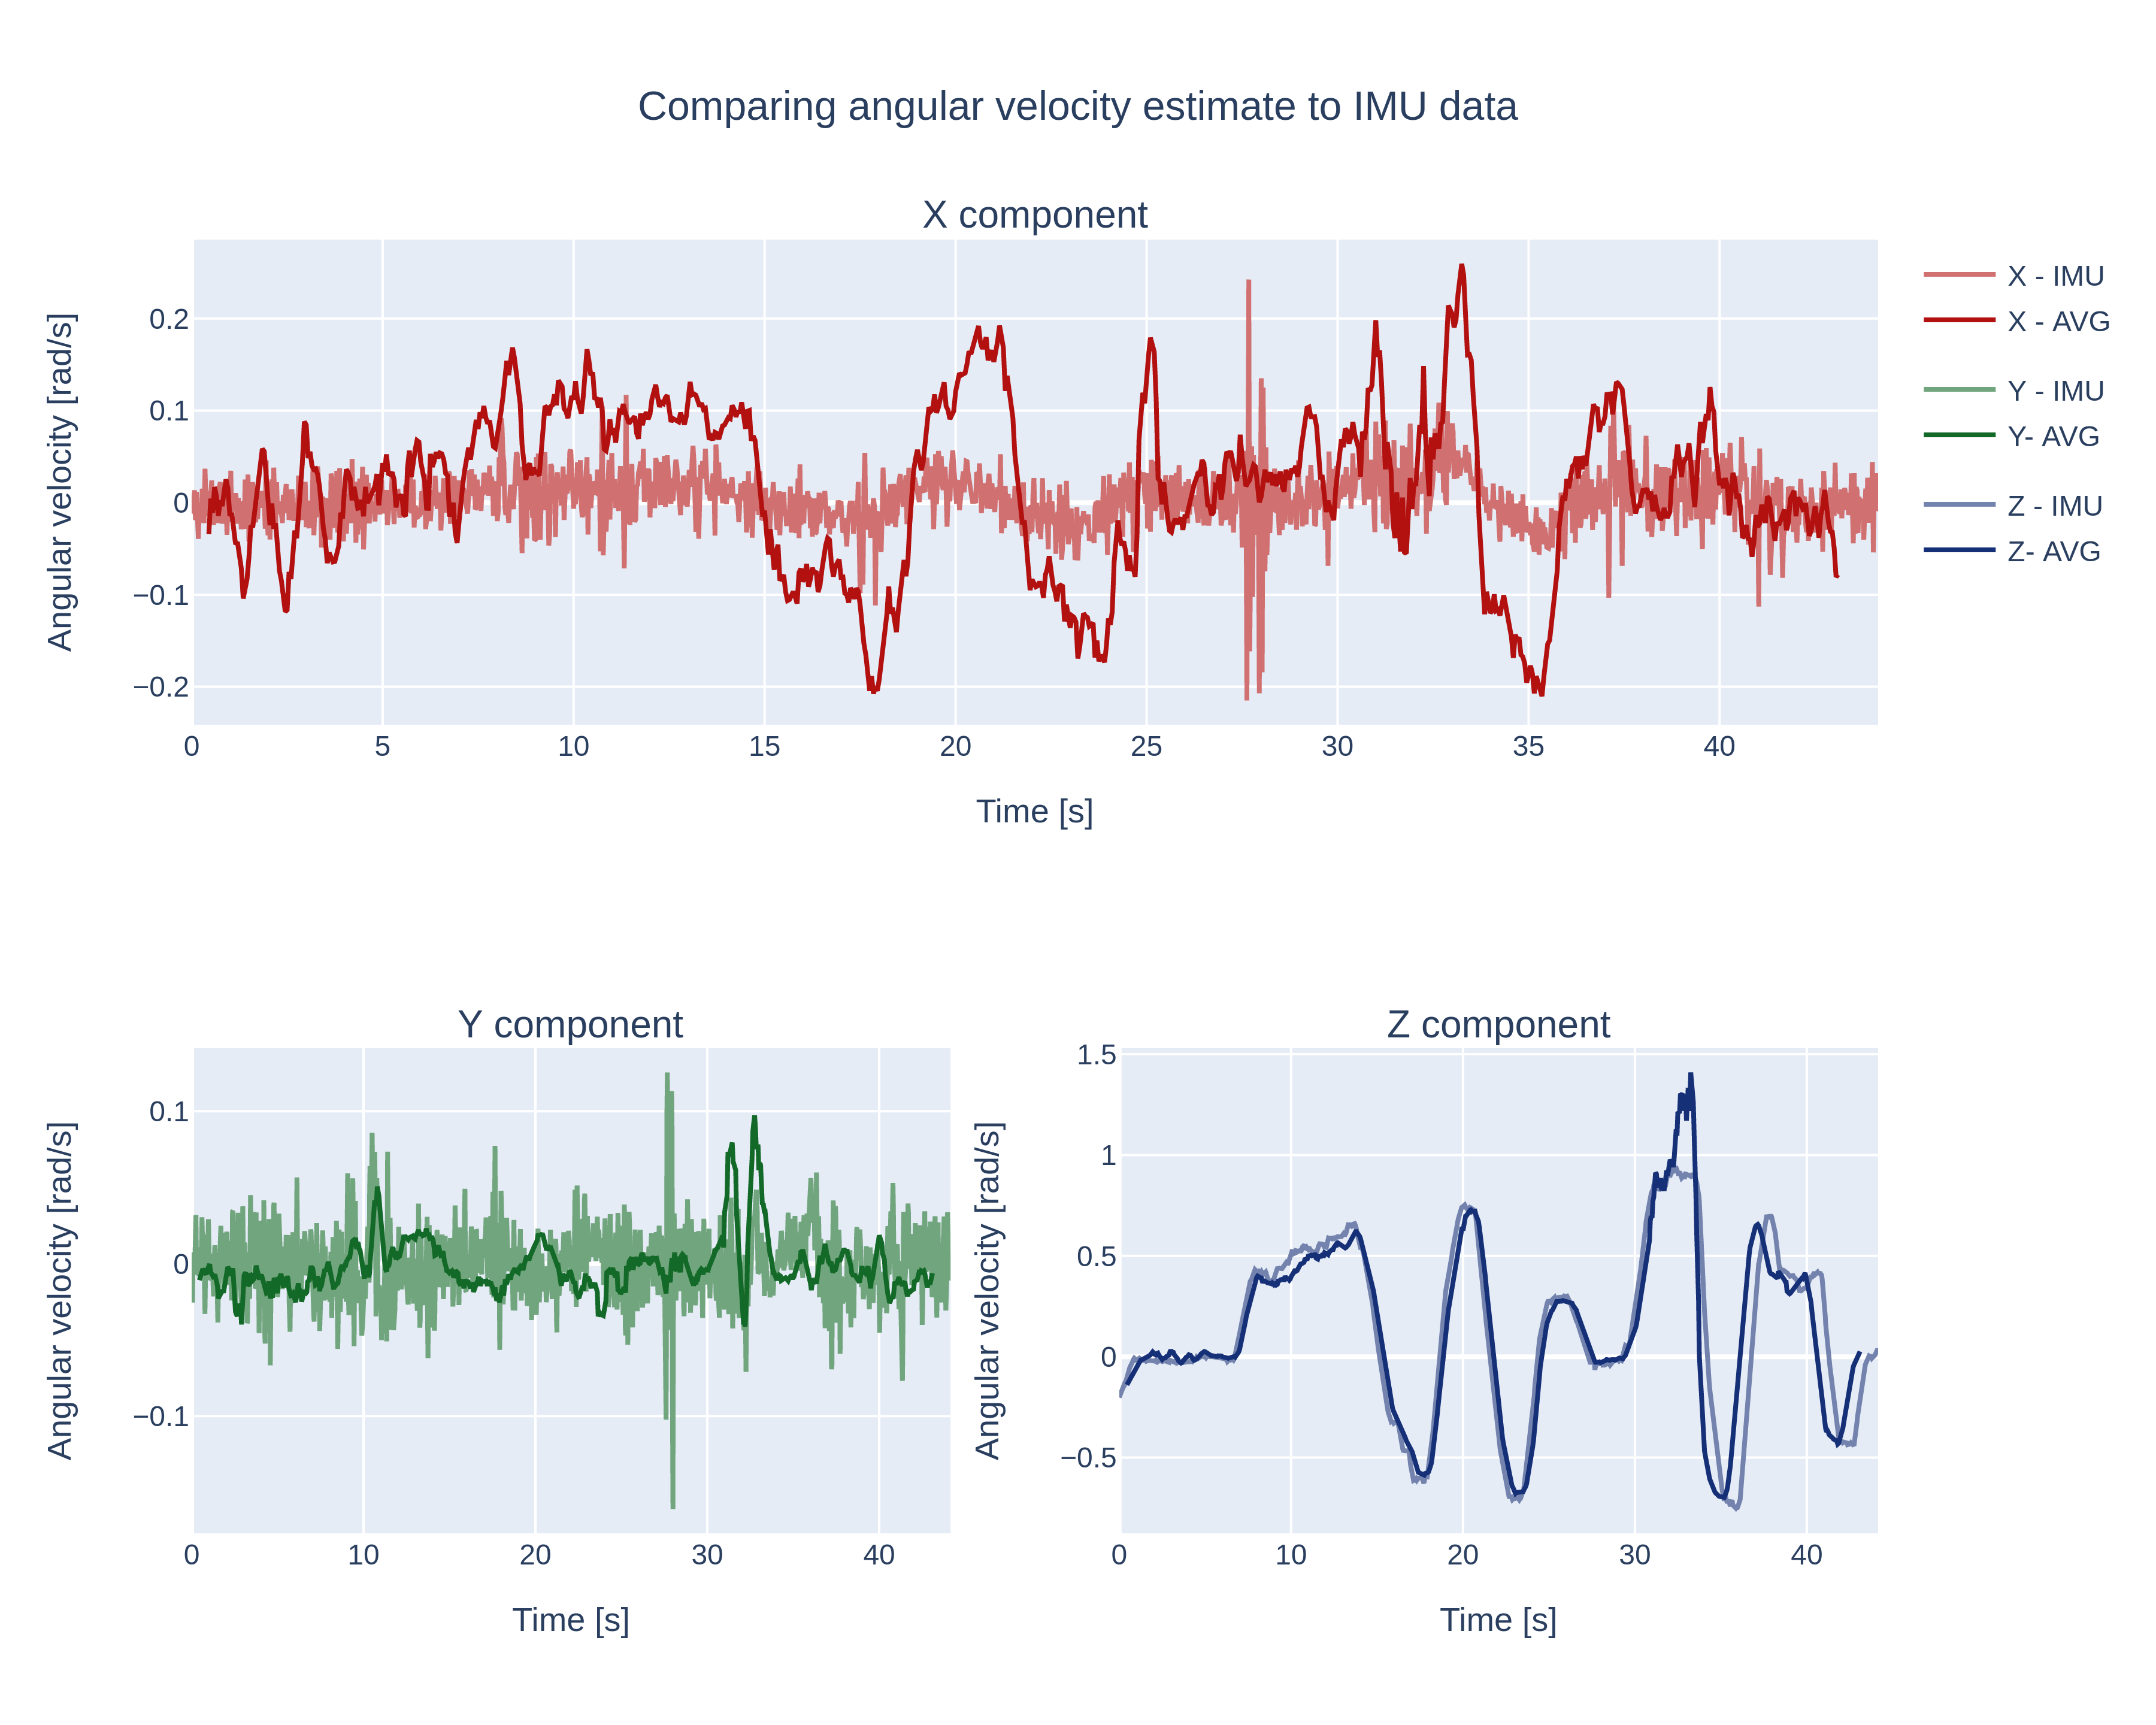 Comparing angular velocity estimate to IMU data
X component
Angular velocity [rad/s]
0.2
0.1
0
−0.1
−0.2
0 5 10 15 20 25 30 35 40
Time [s]
X - IMU
X - AVG
Y - IMU
Y- AVG
Z - IMU
Z- AVG
Y component
Angular velocity [rad/s]
0.1
0
−0.1
0 10 20 30 40
Time [s]
Z component
Angular velocity [rad/s]
1.5
1
0.5
0
−0.5
0 10 20 30 40
Time [s]